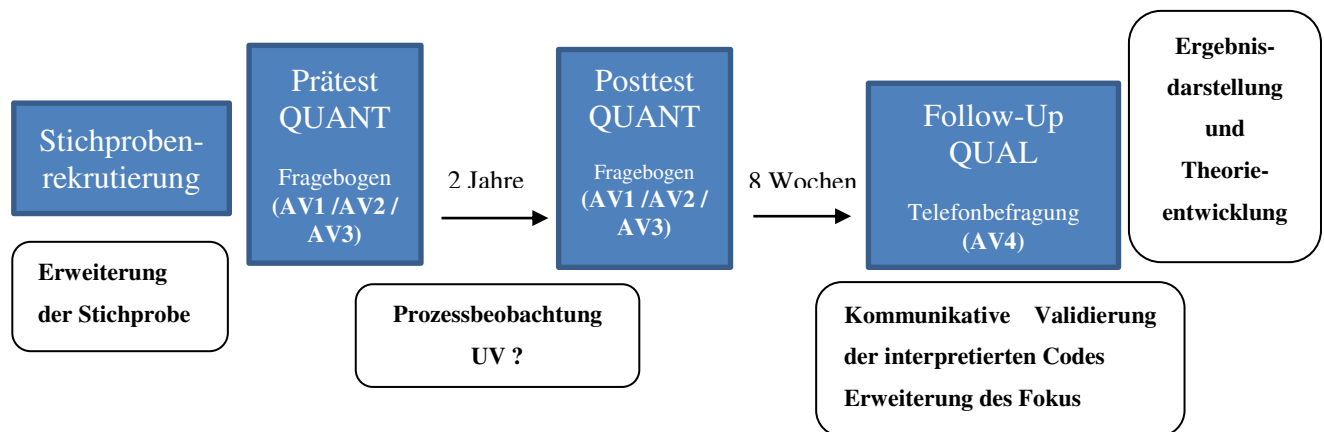 Stichproben-
rekrutierung
Erweiterung
der Stichprobe
Prätest
QUANT
Fragebogen
(AV1 /AV2 /
AV3)
2 Jahre
Prozessbeobachtung
UV ?
Posttest
QUANT
Fragebogen
(AV1 /AV2 /
AV3)
8 Wochen
Follow-Up
QUAL
Telefonbefragung
(AV4)
Kommunikative Validierung
der interpretierten Codes
Erweiterung des Fokus
Ergebnis-
darstellung
und
Theorie-
entwicklung